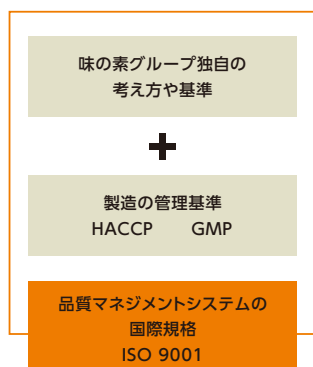 味の素グループ独自の
考え方や基準
+
製造の管理基準
HACCP GMP
品質マネジメントシステムの
国際規格
ISO 9001